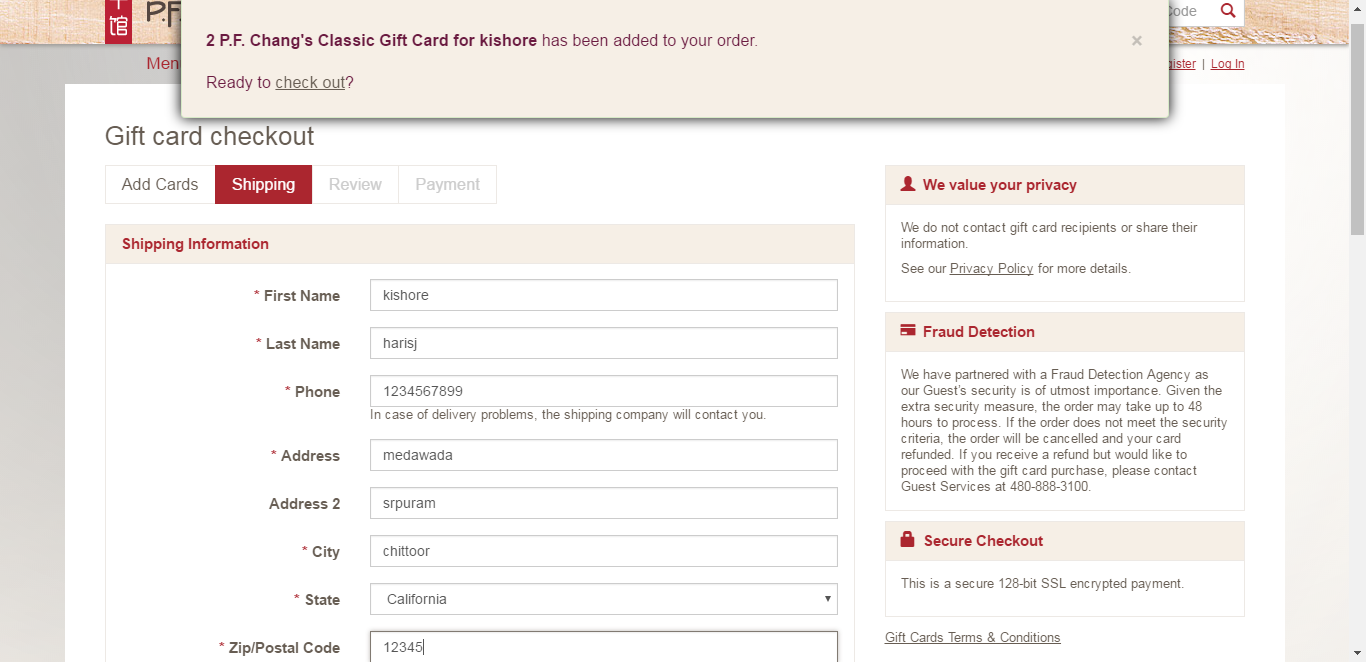 馆
P.F.
Code
2 P.F. Chang's Classic Gift Card for kishore has been added to your order.
×
Ready to check out?
Men
gister | Log In
Gift card checkout
Add Cards
Shipping
Review
Payment
Shipping Information
* First Name
kishore
* Last Name
harisj
* Phone
1234567899
In case of delivery problems, the shipping company will contact you.
* Address
medawada
Address 2
srpuram
* City
chittoor
* State
California
* Zip/Postal Code
12345
We value your privacy
We do not contact gift card recipients or share their
information.
See our Privacy Policy for more details.
Fraud Detection
We have partnered with a Fraud Detection Agency as
our Guest's security is of utmost importance. Given the
extra security measure, the order may take up to 48
hours to process. If the order does not meet the security
criteria, the order will be cancelled and your card
refunded. If you receive a refund but would like to
proceed with the gift card purchase, please contact
Guest Services at 480-888-3100.
Secure Checkout
This is a secure 128-bit SSL encrypted payment.
Gift Cards Terms & Conditions